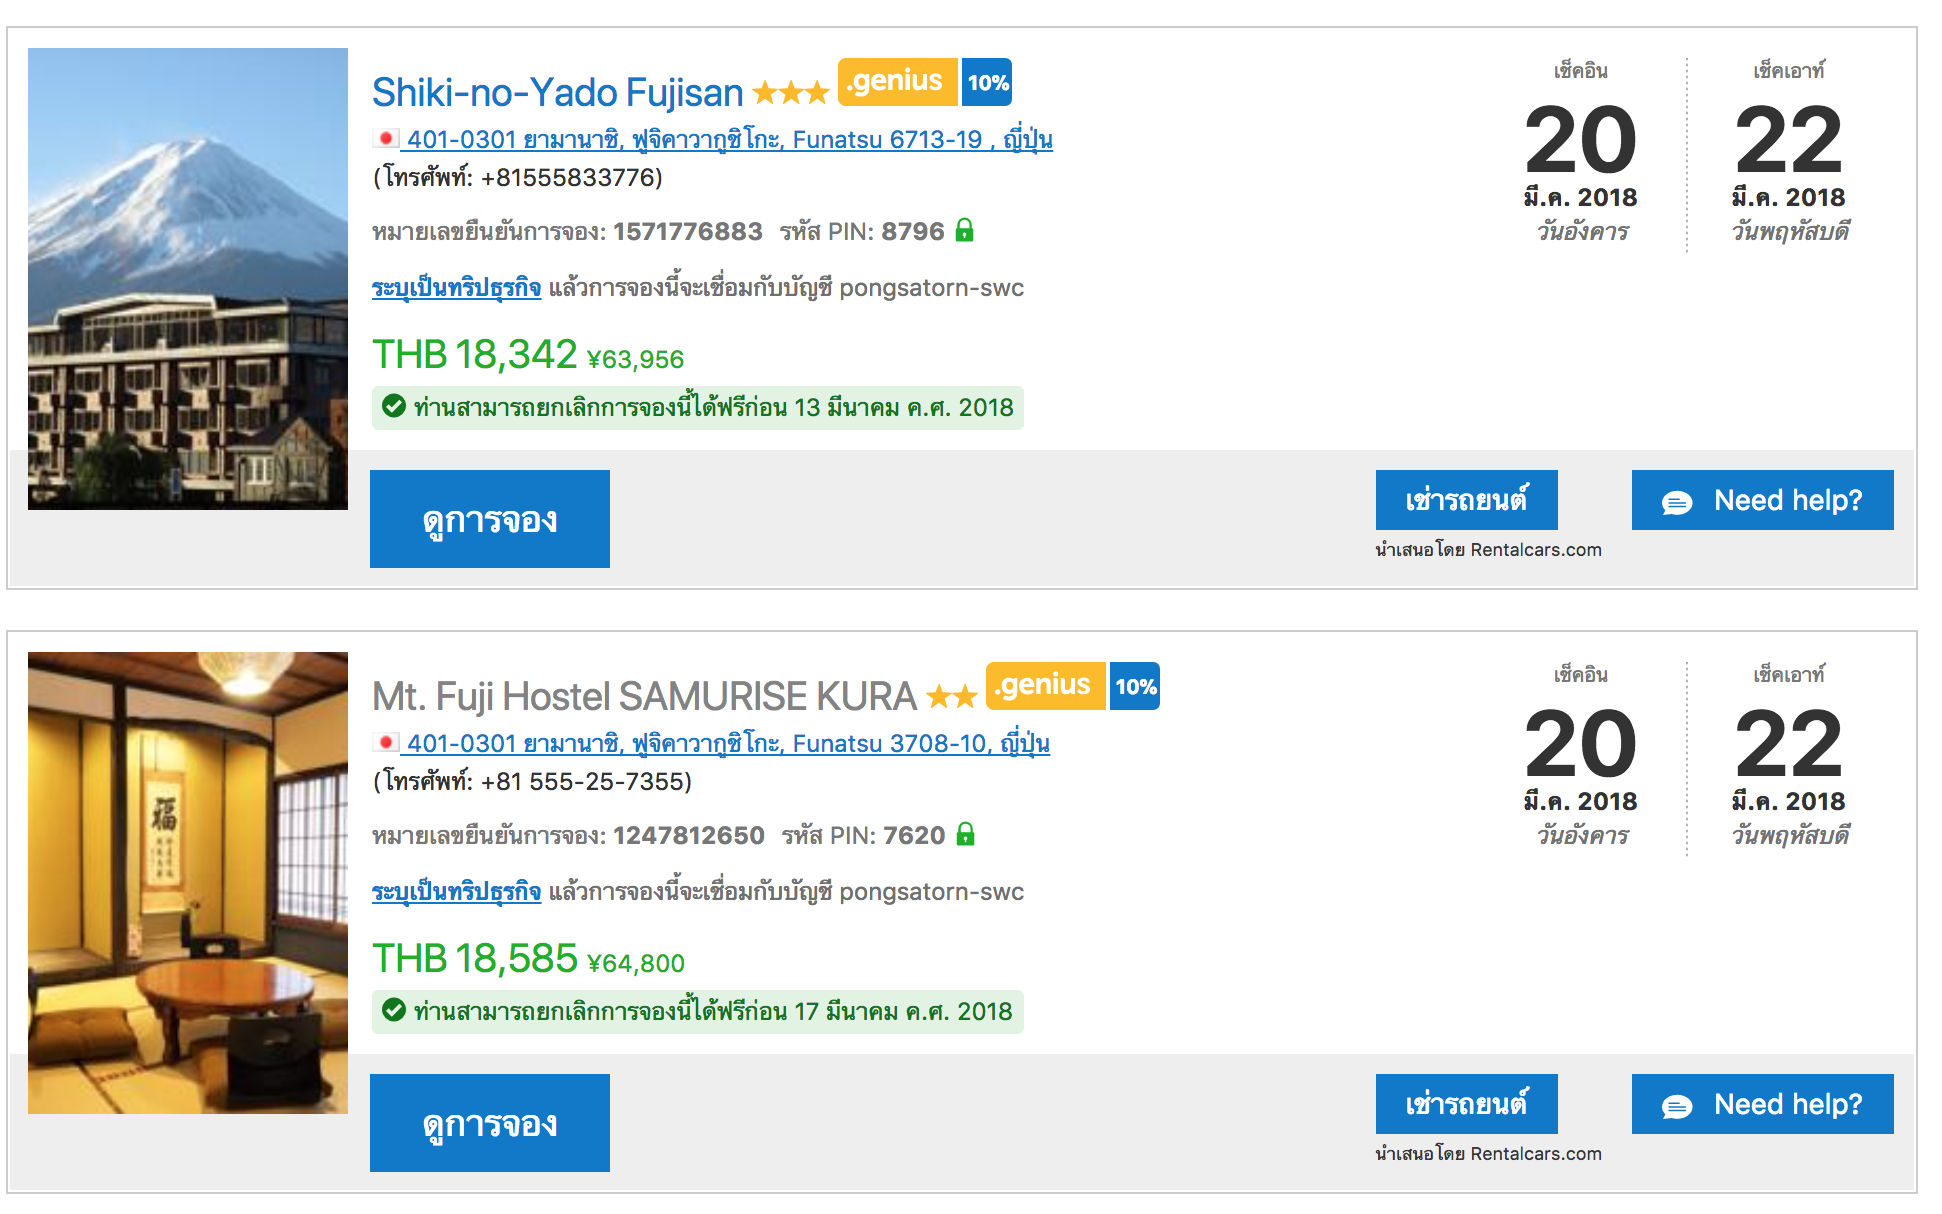 Shiki-no-Yado Fujisan .genius 10%
401-0301 ยามานาชิ, ฟูจิคาวากูชิโกะ, Funatsu 6713-19 , ญี่ปุ่น
(โทรศัพท์: +81555833776)
หมายเลขยืนยันการจอง: 1571776883 รหัส PIN: 8796
ระบุเป็นทริปธุรกิจ แล้วการจองนี้จะเชื่อมกับบัญชี pongsatorn-swc
THB 18,342 ¥63,956
ท่านสามารถยกเลิกการจองนี้ได้ฟรีก่อน 13 มีนาคม ค.ศ. 2018
เช็คอิน
20
มี.ค. 2018
วันอังคาร
เช็คเอาท์
22
มี.ค. 2018
วันพฤหัสบดี
ดูการจอง
เช่ารถยนต์
นำเสนอโดย Rentalcars.com
Need help?
Mt. Fuji Hostel SAMURISE KURA .genius 10%
401-0301 ยามานาชิ, ฟูจิคาวากูชิโกะ, Funatsu 3708-10, ญี่ปุ่น
(โทรศัพท์: +81 555-25-7355)
หมายเลขยืนยันการจอง: 1247812650 รหัส PIN: 7620
ระบุเป็นทริปธุรกิจ แล้วการจองนี้จะเชื่อมกับบัญชี pongsatorn-swc
THB 18,585 ¥64,800
ท่านสามารถยกเลิกการจองนี้ได้ฟรีก่อน 17 มีนาคม ค.ศ. 2018
เช็คอิน
20
มี.ค. 2018
วันอังคาร
เช็คเอาท์
22
มี.ค. 2018
วันพฤหัสบดี
福
ดูการจอง
เช่ารถยนต์
นำเสนอโดย Rentalcars.com
Need help?